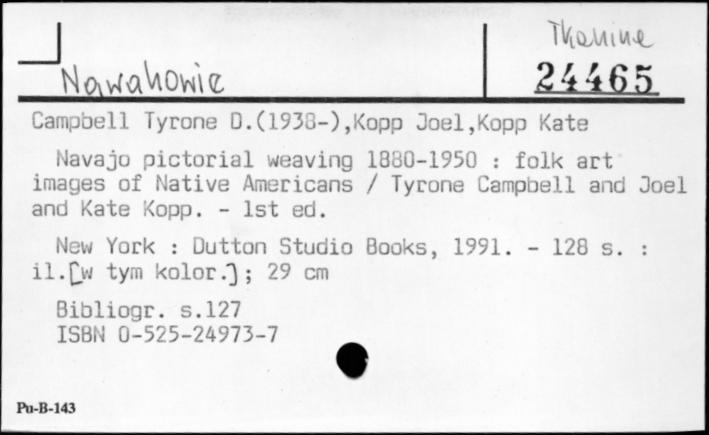 Tkanine
Nawahowie
24465
Campbell Tyrone D.(1938-),Kopp Joel,Kopp Kate
Navajo pictorial weaving 1880-1950 : folk art
images of Native Americans / Tyrone Campbell and Joel
and Kate Kopp. - 1st ed.
New York : Dutton Studio Books, 1991. - 128 s. :
il.[w tym kolor.]; 29 cm
Bibliogr. s.127
ISBN 0-525-24973-7
Pu-B-143